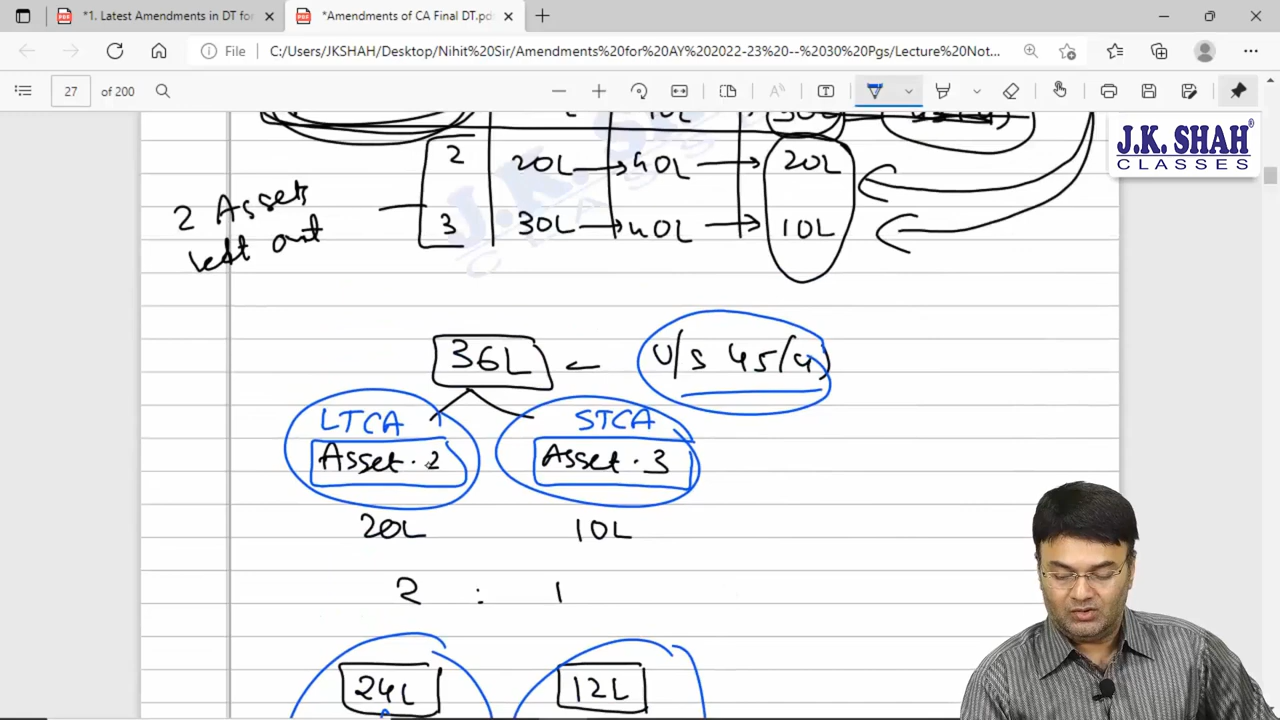 *1. Latest Amendments in DT for
*Amendments of CA Final DT.pd
File
C:/Users/JKSHAH/Desktop/Nihit%20Sir/Amendments%20for%20AY%202022-23%20--%2030%20Pgs/Lecture%20Not...
27 of 200
J.K. SHAH®
CLASSES
2 20L 40L 20L
2 Assets
left out
3 30L 40L 10L
36L U/S 45(4)
LTCA STCA
Asset.2 Asset.3
20L 10L
2 : 1
24L 12L